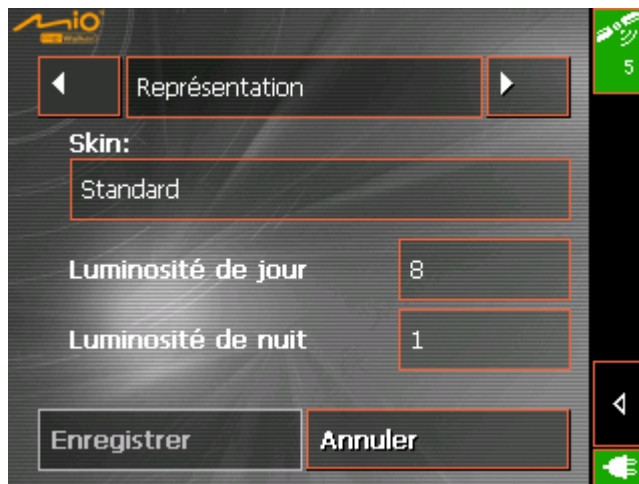 Mio
5
Représentation
Skin:
Standard
Luminosité de jour
8
Luminosité de nuit
1
Enregistrer
Annuler